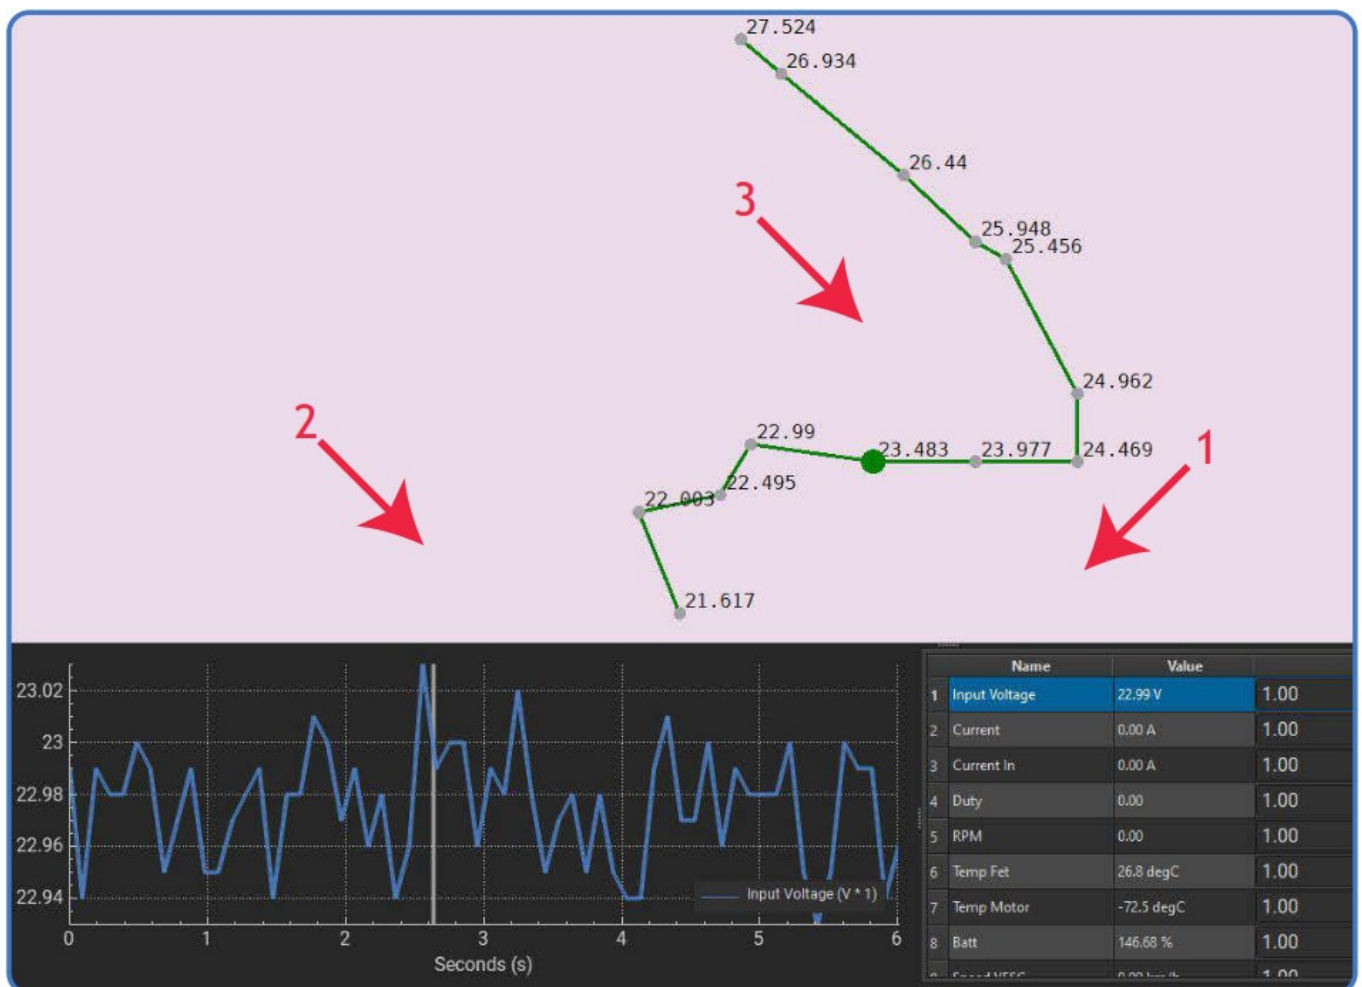 27.524
26.934
26.44
3
25.948
25.456
24.962
2
22.99
23.483
23.977
24.469
1
22.495
22.003
21.617
23.02
23
22.98
22.96
22.94
Input Voltage (V * 1)
0 1 2 3 4 5 6
Seconds (s)
Name Value
1 Input Voltage 22.99 V 1.00
2 Current 0.00 A 1.00
3 Current In 0.00 A 1.00
4 Duty 0.00 1.00
5 RPM 0.00 1.00
6 Temp Fet 26.8 degC 1.00
7 Temp Motor -72.5 degC 1.00
8 Batt 146.68 % 1.00